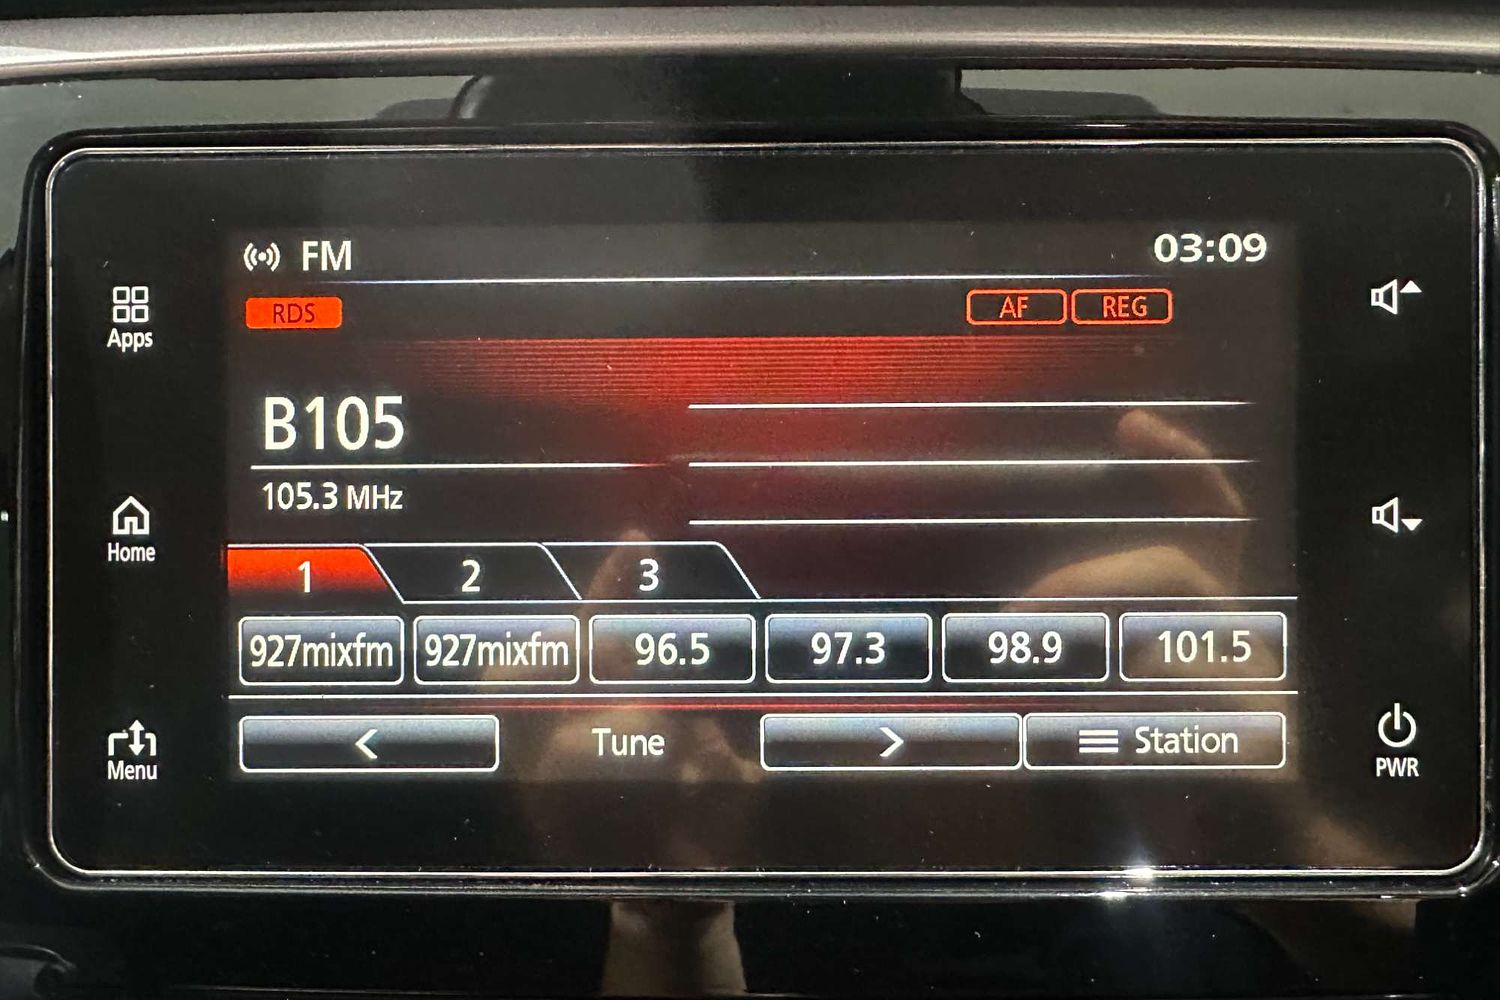 FM 03:09
RDS AF REG
Apps
B105
105.3 MHz
Home
1 2 3
927mixfm 927mixfm 96.5 97.3 98.9 101.5
< Tune > Station
Menu
PWR